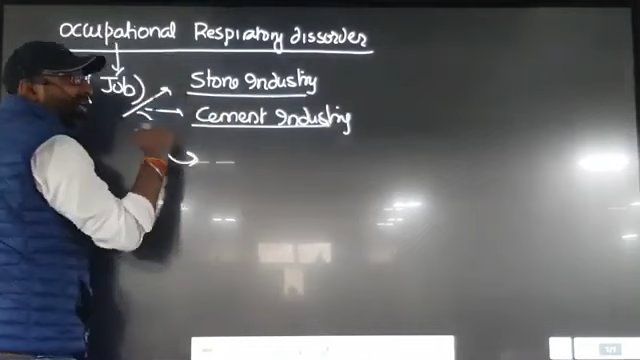 Occupational Respiratory disorder
Job)
Stone Industry
Cement Industry